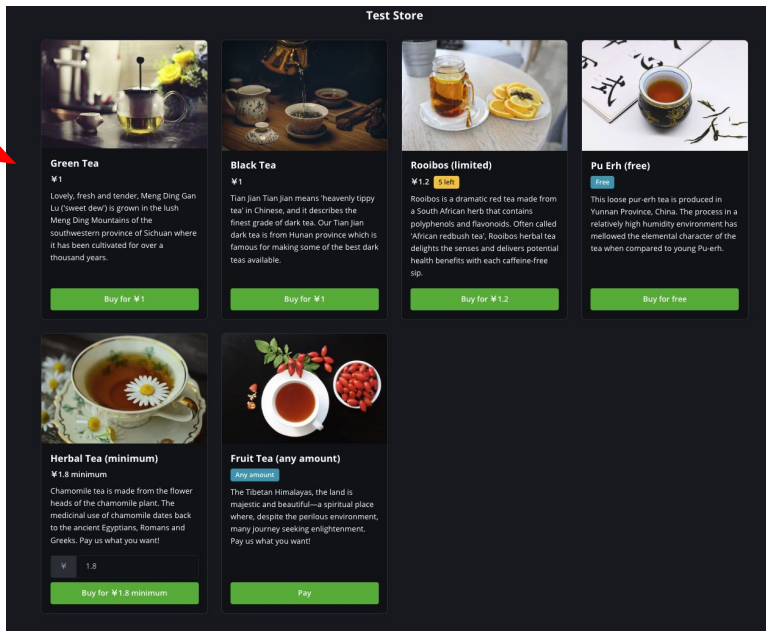 Test Store
Green Tea
¥1
Lovely, fresh and tender, Meng Ding Gan
Lu ('sweet dew') is grown in the lush
Meng Ding Mountains of the
southwestern province of Sichuan where
it has been cultivated for over a
thousand years.
Buy for ¥1
Black Tea
¥1
Tian Jian Tian Jian means 'heavenly tippy
tea' in Chinese, and it describes the
finest grade of dark tea. Our Tian Jian
dark tea is from Hunan province which is
famous for making some of the best dark
teas available.
Buy for ¥1
Rooibos (limited)
¥1.2 5 left
Rooibos is a dramatic red tea made from
a South African herb that contains
polyphenols and flavonoids. Often called
'African redbush tea', Rooibos herbal tea
delights the senses and delivers potential
health benefits with each caffeine-free
sip.
Buy for ¥1.2
Pu Erh (free)
Free
This loose pur-erh tea is produced in
Yunnan Province, China. The process in a
relatively high humidity environment has
mellowed the elemental character of the
tea when compared to young Pu-erh.
Buy for free
Herbal Tea (minimum)
¥1.8 minimum
Chamomile tea is made from the flower
heads of the chamomile plant. The
medicinal use of chamomile dates back
to the ancient Egyptians, Romans and
Greeks. Pay us what you want!
¥ 1.8
Buy for ¥1.8 minimum
Fruit Tea (any amount)
Any amount
The Tibetan Himalayas, the land is
majestic and beautiful—a spiritual place
where, despite the perilous environment,
many journey seeking enlightenment.
Pay us what you want!
Pay